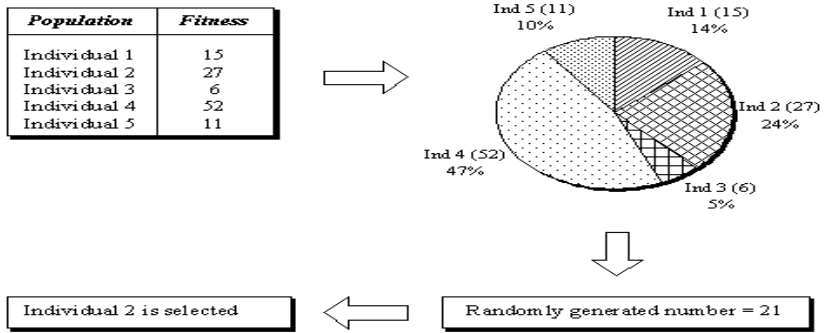 Population Fitness
Individual 1 15
Individual 2 27
Individual 3 6
Individual 4 52
Individual 5 11
Ind 5 (11)
10%
Ind 1 (15)
14%
Ind 2 (27)
24%
Ind 4 (52)
47%
Ind 3 (6)
5%
Individual 2 is selected
Randomly generated number = 21